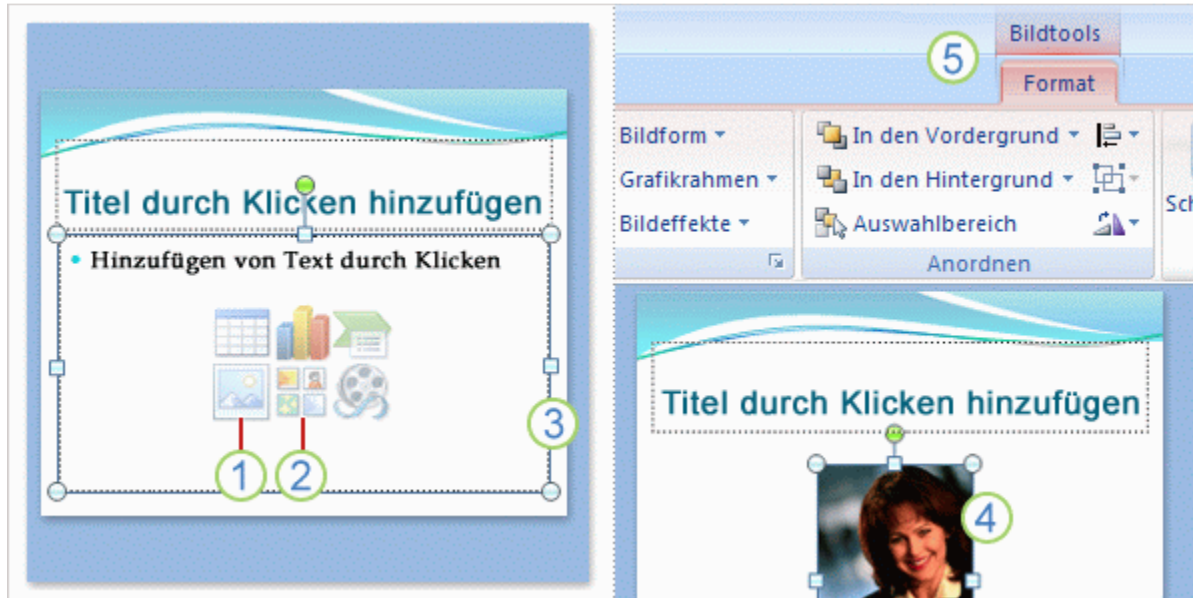 Titel durch Klicken hinzufügen
• Hinzufügen von Text durch Klicken
1
2
3
Bildtools
5
Format
Bildform
In den Vordergrund
Grafikrahmen
In den Hintergrund
Bildeffekte
Auswahlbereich
Sch
Anordnen
Titel durch Klicken hinzufügen
4